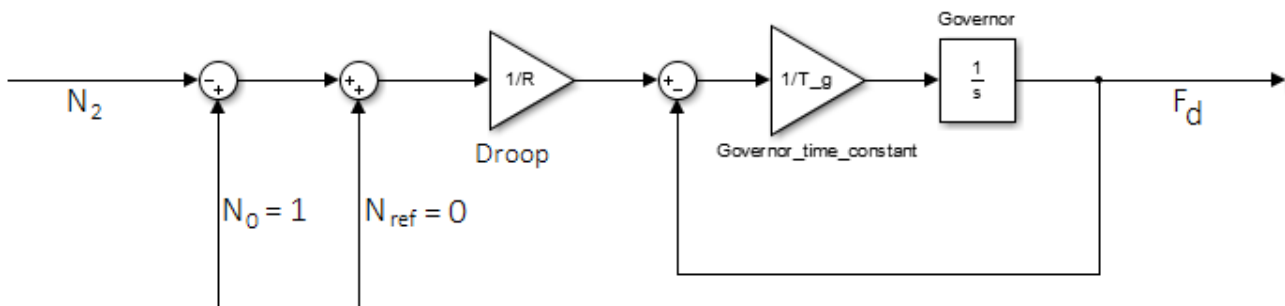 Governor
- +
+ +
1/R
+ -
1/T_g
1
s
N2
Fd
Droop
Governor_time_constant
N0 = 1
Nref = 0